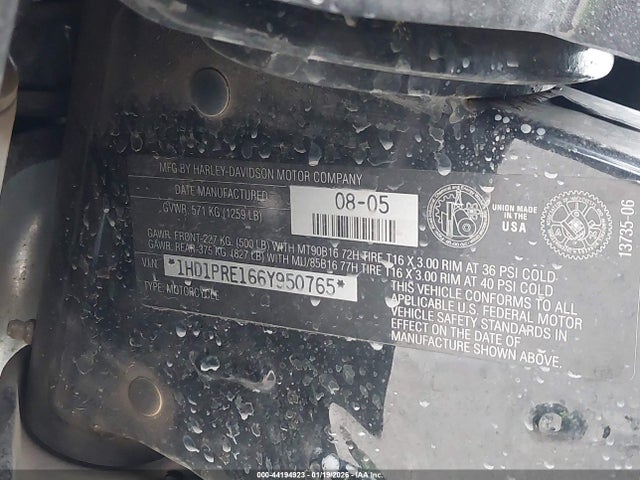 MFG BY HARLEY-DAVIDSON MOTOR COMPANY
DATE MANUFACTURED 08-05
GVWR: 571 KG (1259 LB)
GAWR: FRONT-227 KG (500 LB) WITH MT90B16 72H TIRE T16 X 3.00 RIM AT 36 PSI COLD
GAWR: REAR-375 KG (827 LB) WITH MU/85B16 77H TIRE T16 X 3.00 RIM AT 40 PSI COLD
V.I.N *1HD1PRE166Y950765*
TYPE: MOTORCYCLE
THIS VEHICLE CONFORMS TO ALL
APPLICABLE U.S. FEDERAL MOTOR
VEHICLE SAFETY STANDARDS IN
EFFECT ON THE DATE OF
MANUFACTURE SHOWN ABOVE.
UNION MADE
IN THE
USA
13735-06
000-44194923 01/19/2026 IAA Copart